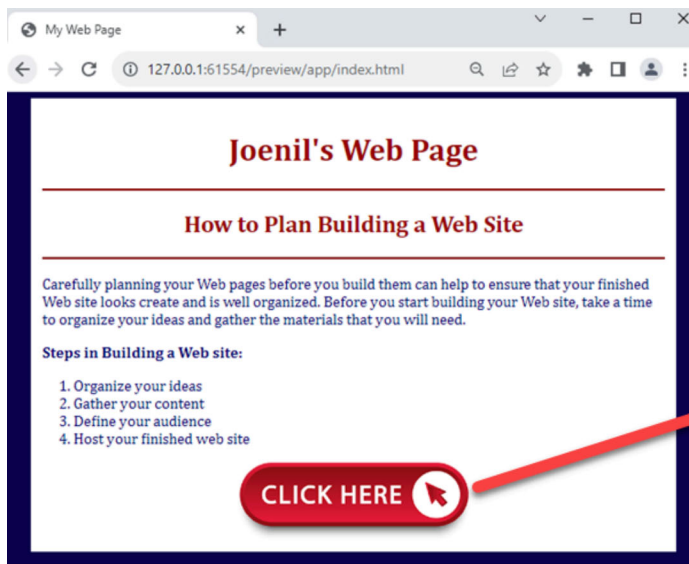 My Web Page
127.0.0.1:61554/preview/app/index.html
Joenil's Web Page
How to Plan Building a Web Site
Carefully planning your Web pages before you build them can help to ensure that your finished
Web site looks create and is well organized. Before you start building your Web site, take a time
to organize your ideas and gather the materials that you will need.
Steps in Building a Web site:
1. Organize your ideas
2. Gather your content
3. Define your audience
4. Host your finished web site
CLICK HERE